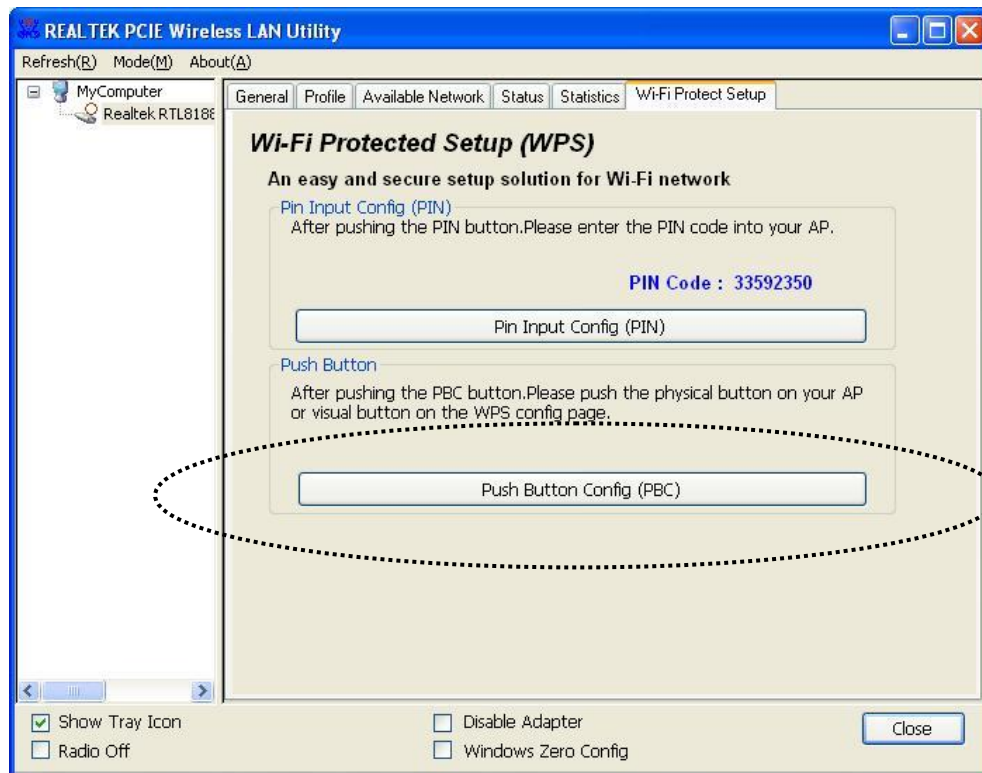 REALTEK PCIE Wireless LAN Utility
Refresh(R) Mode(M) About(A)
MyComputer
Realtek RTL8188
General Profile Available Network Status Statistics Wi-Fi Protect Setup
Wi-Fi Protected Setup (WPS)
An easy and secure setup solution for Wi-Fi network
Pin Input Config (PIN)
After pushing the PIN button.Please enter the PIN code into your AP.
PIN Code : 33592350
Pin Input Config (PIN)
Push Button
After pushing the PBC button.Please push the physical button on your AP
or visual button on the WPS config page.
Push Button Config (PBC)
Show Tray Icon
Disable Adapter
Close
Radio Off
Windows Zero Config